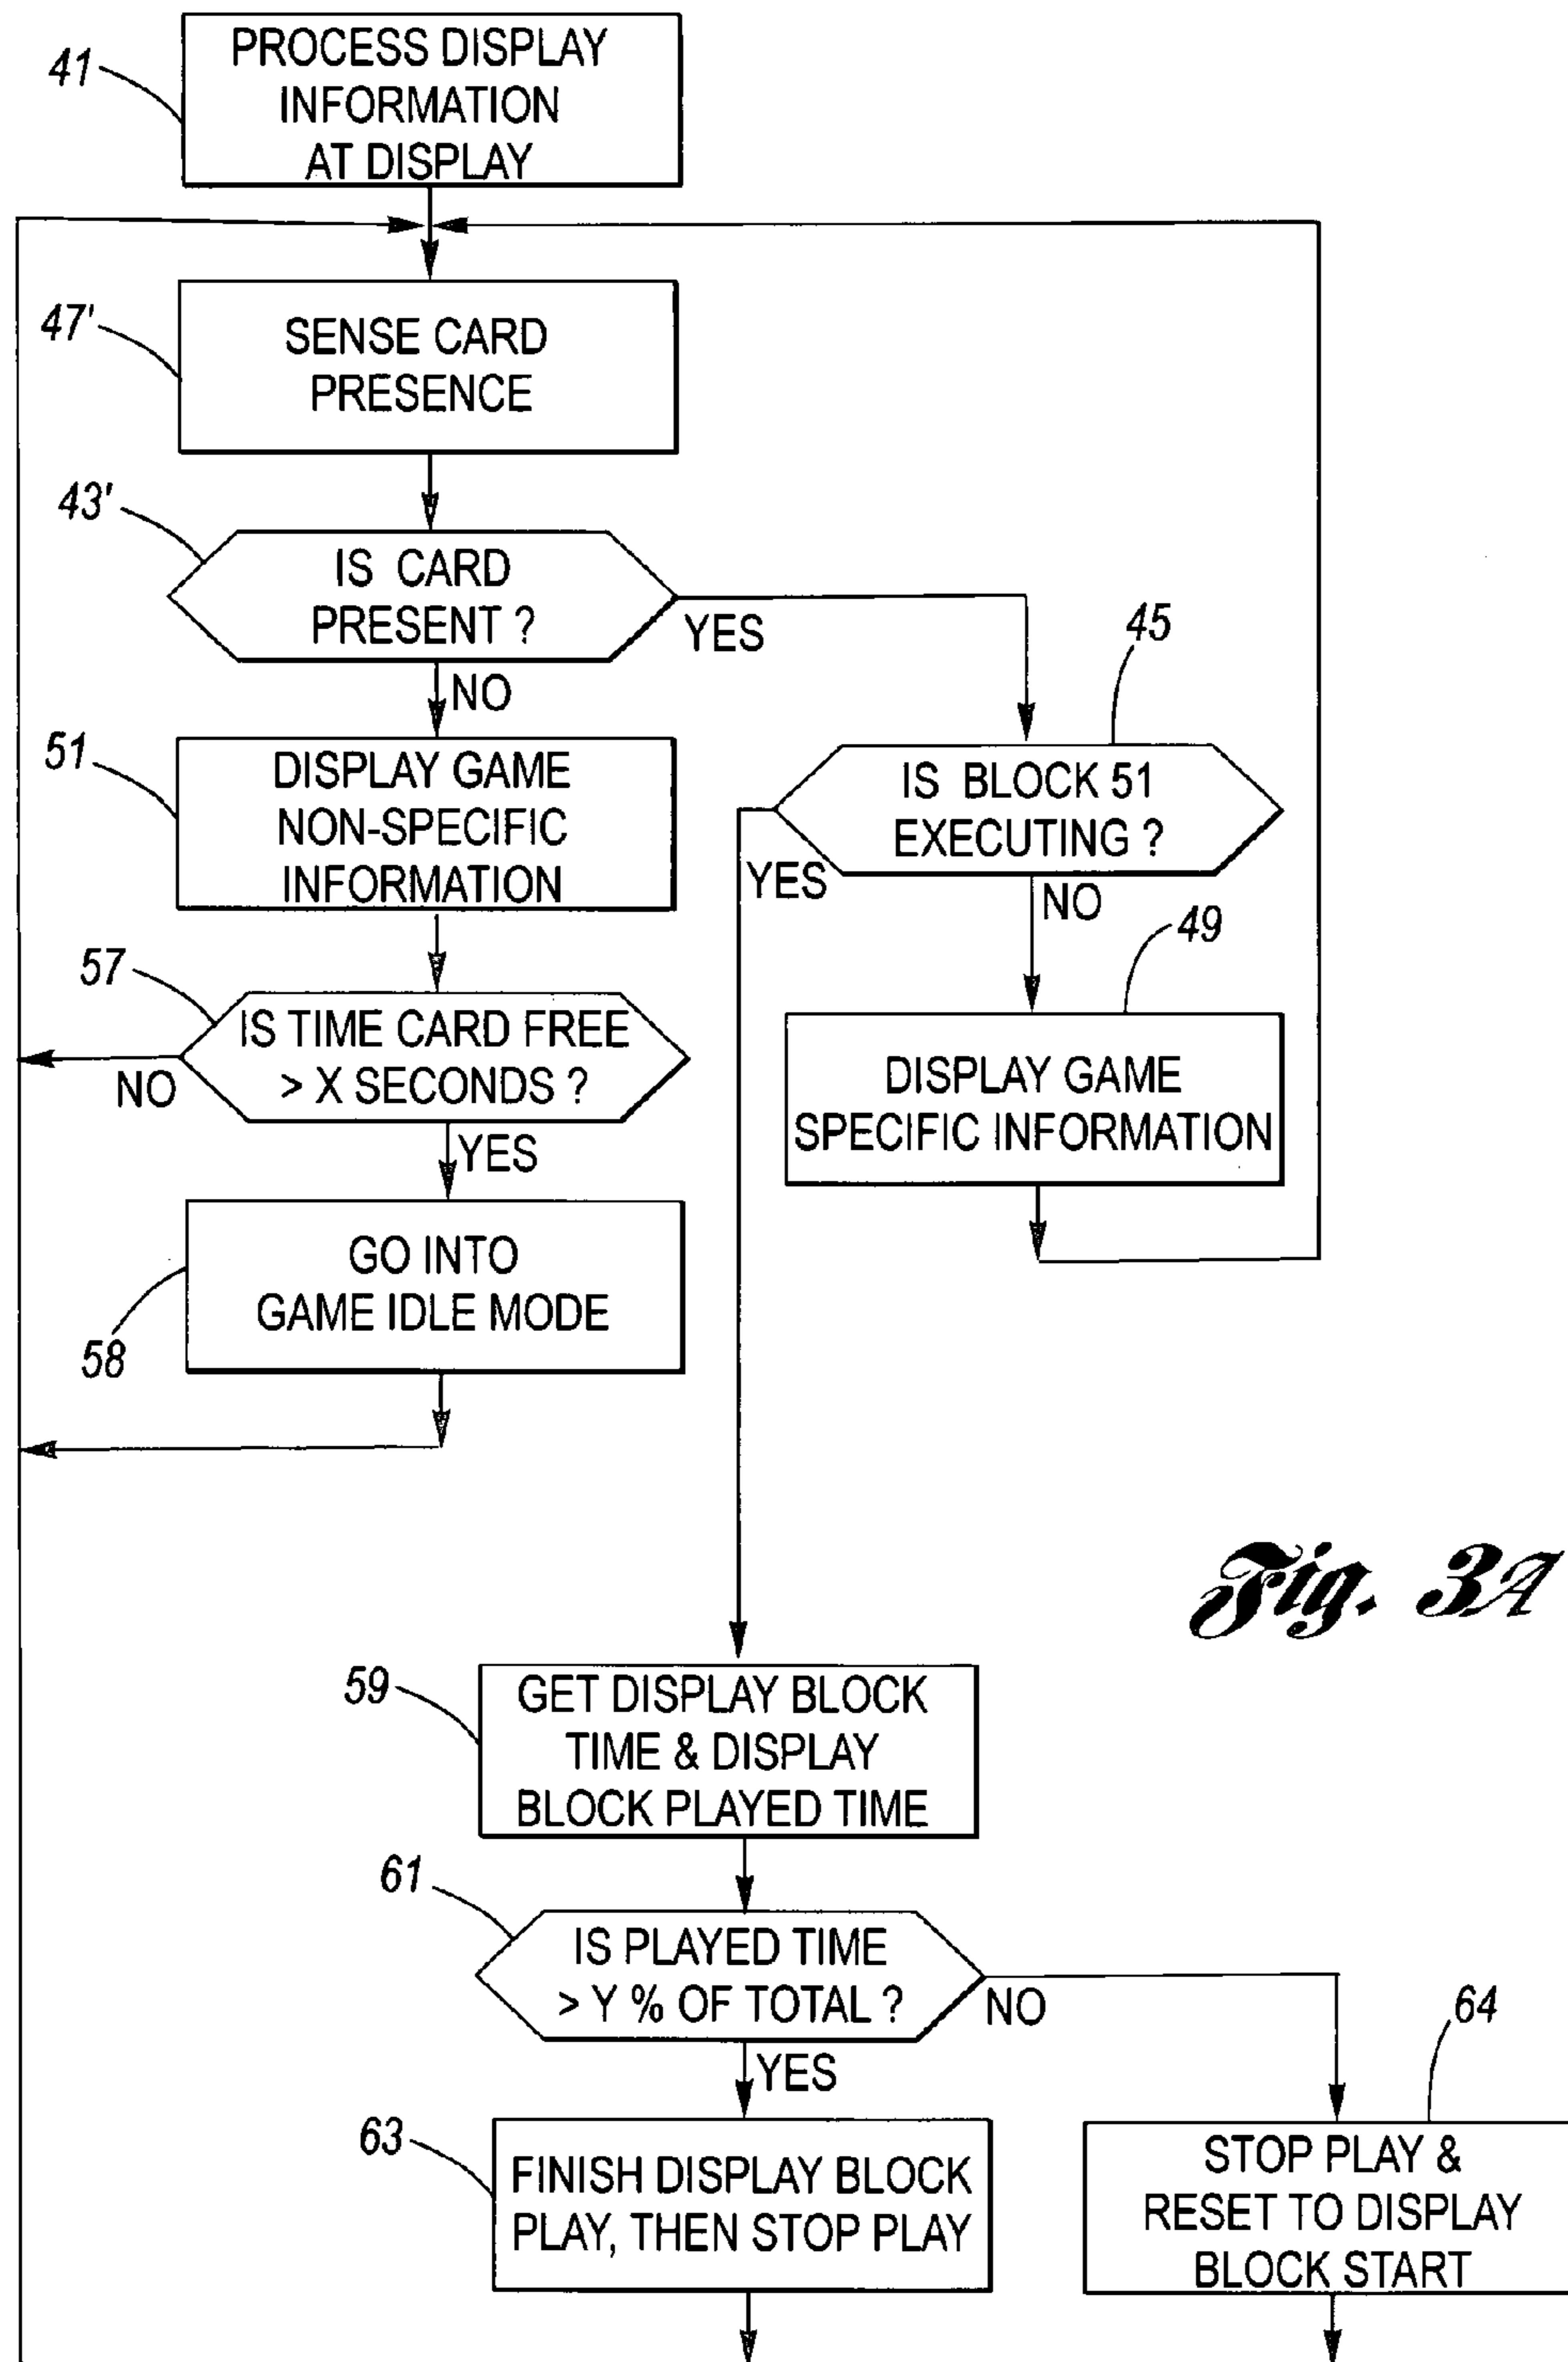 41
PROCESS DISPLAY
INFORMATION
AT DISPLAY
47'
SENSE CARD
PRESENCE
43'
IS CARD
PRESENT ?
YES
NO
45
IS BLOCK 51
EXECUTING ?
YES
NO
51
DISPLAY GAME
NON-SPECIFIC
INFORMATION
49
DISPLAY GAME
SPECIFIC INFORMATION
57
IS TIME CARD FREE
> X SECONDS ?
NO
YES
58
GO INTO
GAME IDLE MODE
Fig. 3A
59
GET DISPLAY BLOCK
TIME & DISPLAY
BLOCK PLAYED TIME
61
IS PLAYED TIME
> Y % OF TOTAL ?
NO
YES
63
FINISH DISPLAY BLOCK
PLAY, THEN STOP PLAY
64
STOP PLAY &
RESET TO DISPLAY
BLOCK START